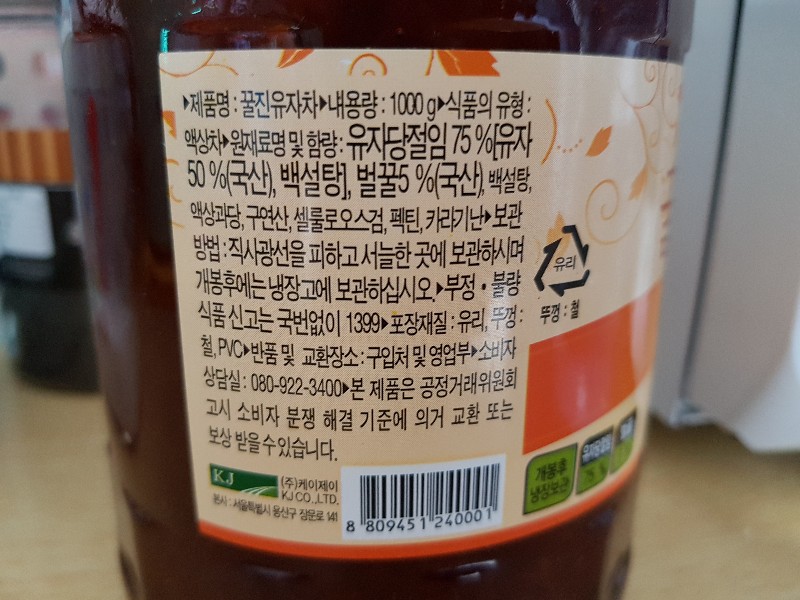 ▶제품명 : 꿀진유자차▶내용량 : 1000 g▶식품의 유형 :
액상차▶원재료명 및 함량 : 유자당절임 75 %[유자
50 %(국산), 백설탕], 벌꿀5 %(국산), 백설탕,
액상과당, 구연산, 셀룰로오스검, 펙틴, 카라기난▶보관
방법 : 직사광선을 피하고 서늘한 곳에 보관하시며
개봉후에는 냉장고에 보관하십시오.▶부정·불량
식품 신고는 국번없이 1399▶포장재질 : 유리, 뚜껑 :
철, PVC▶반품 및 교환장소 : 구입처 및 영업부▶소비자
상담실 : 080-922-3400▶본 제품은 공정거래위원회
고시 소비자 분쟁 해결 기준에 의거 교환 또는
보상 받을 수 있습니다.
유리
뚜껑 : 철
KJ
(주)케이제이
KJ CO., LTD.
본사 : 서울특별시 용산구 장문로 141
8 809451 240001
개봉후
냉장보관
유자당절임
75 %